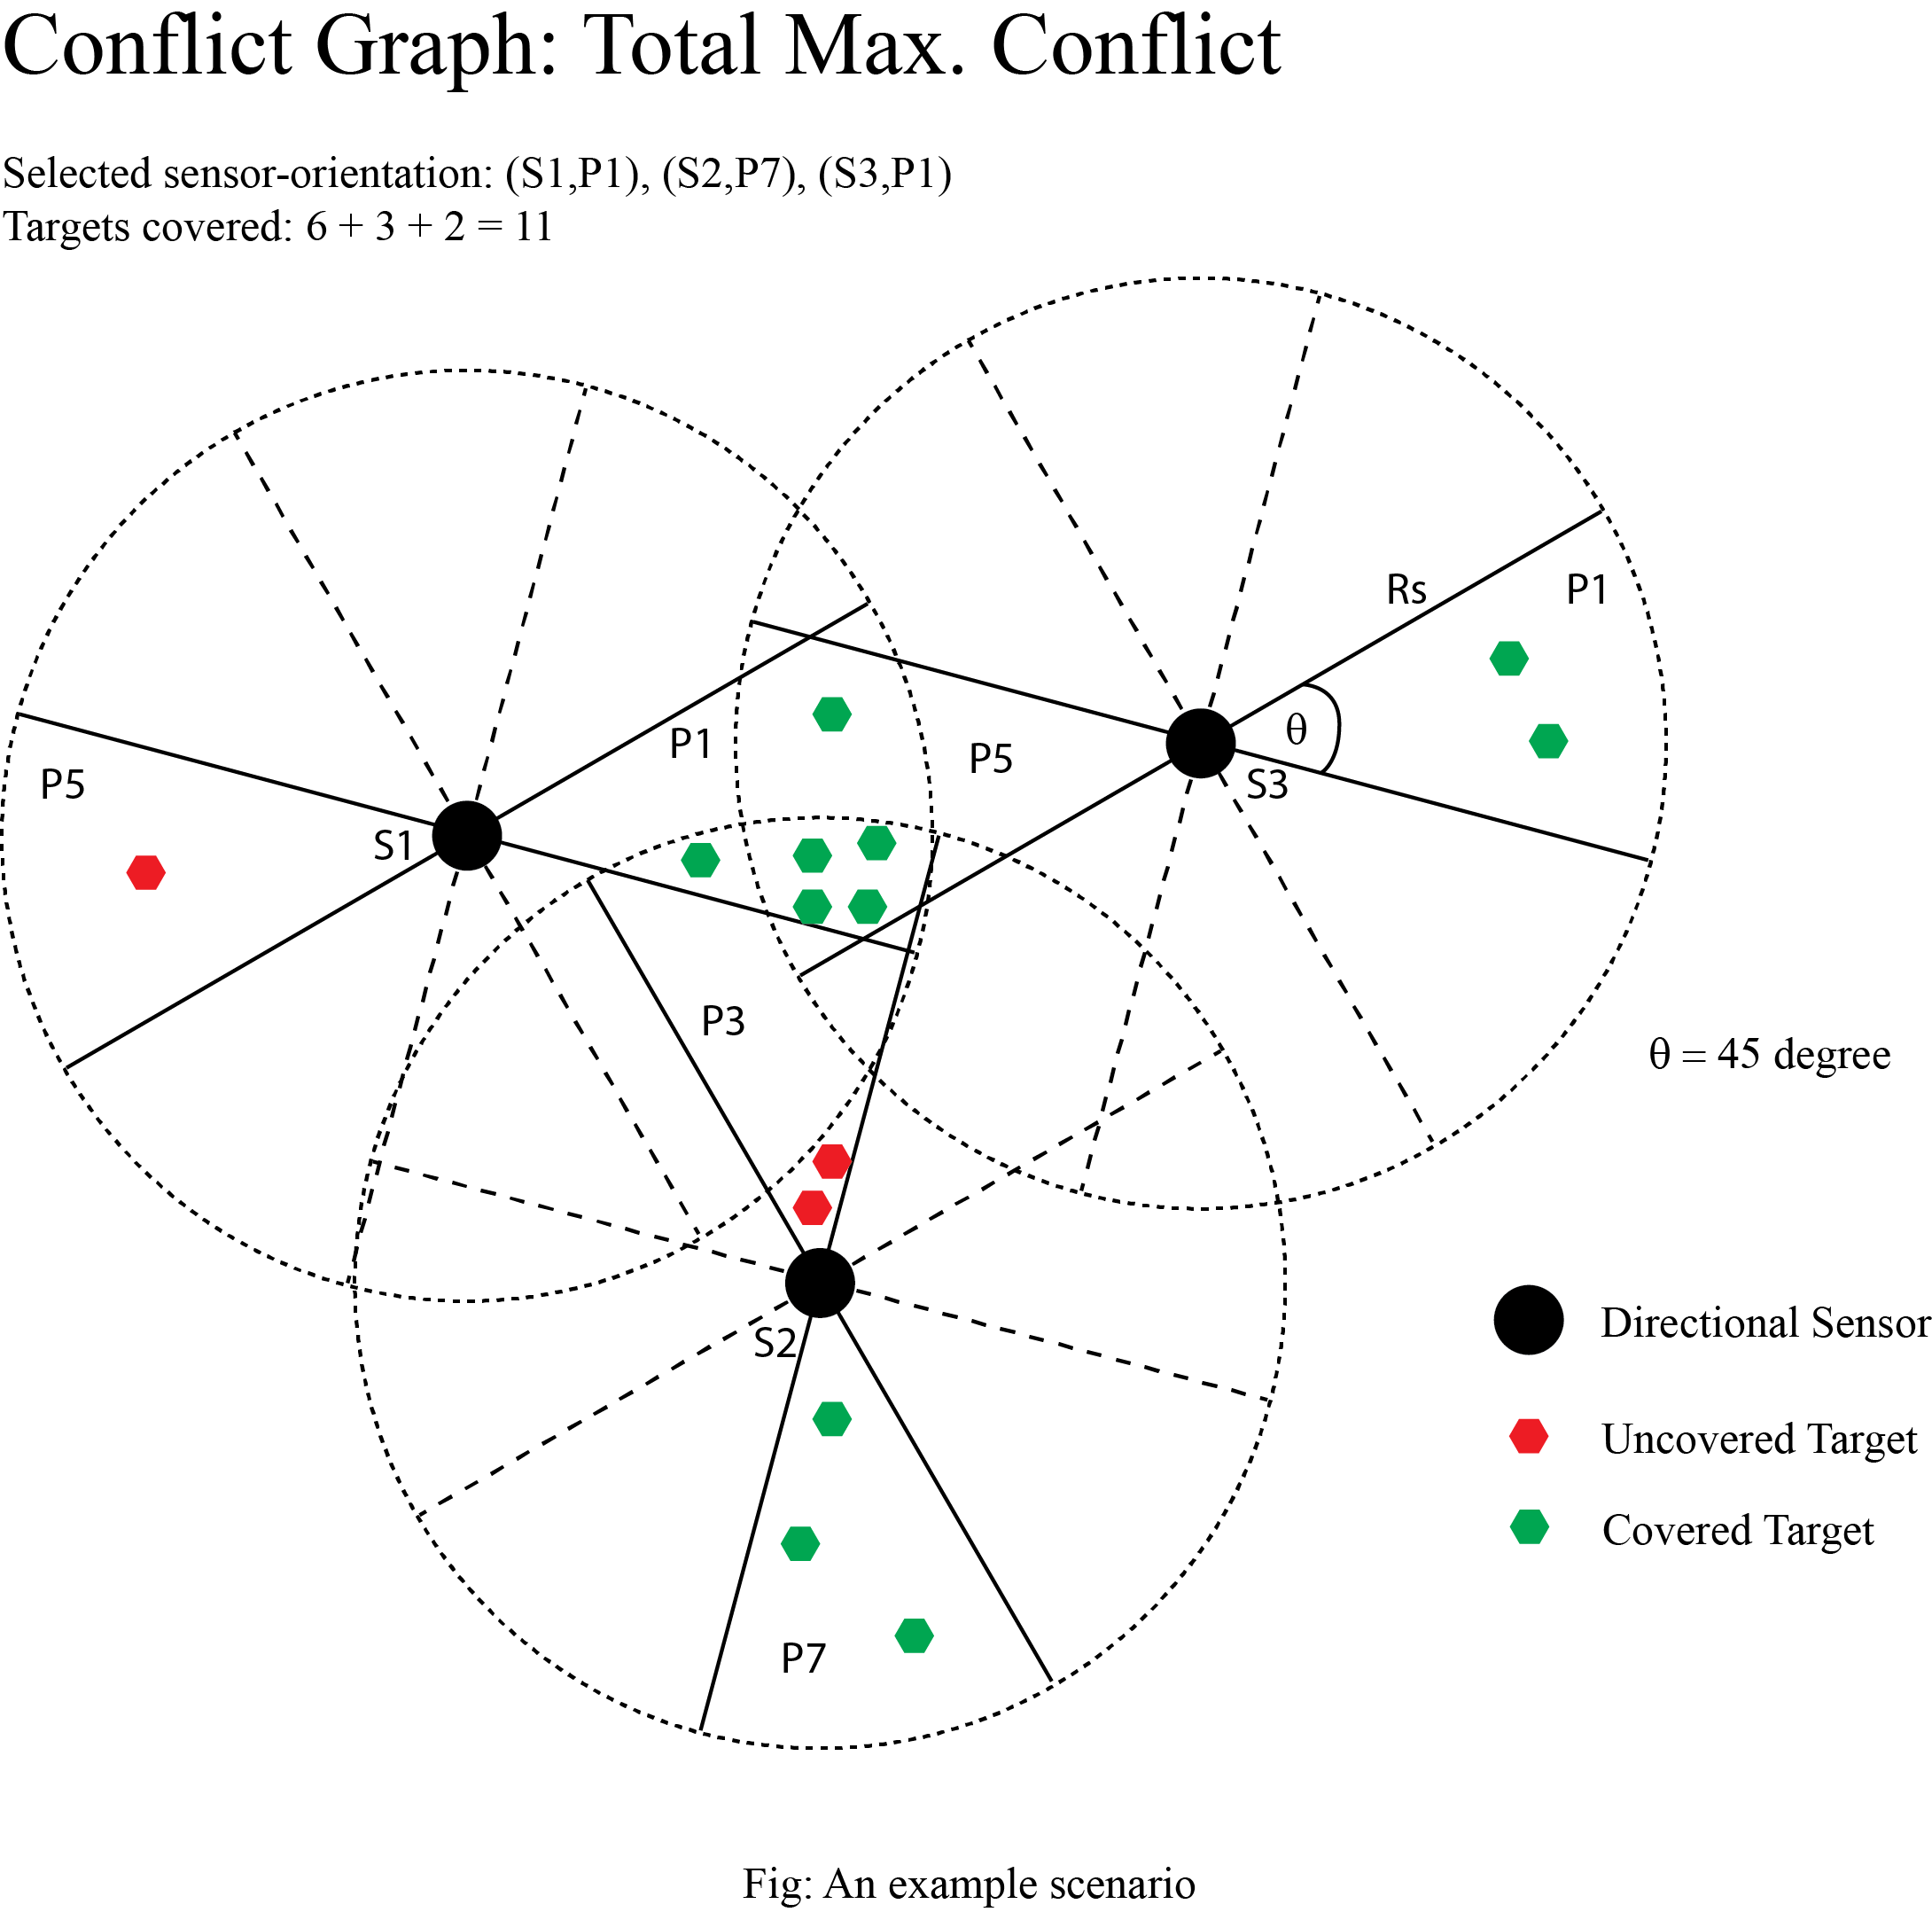 Conflict Graph: Total Max. Conflict
Selected sensor-orientation: (S1,P1), (S2,P7), (S3,P1)
Targets covered: 6 + 3 + 2 = 11
Rs
P1
P1
θ
P5
S3
P5
S1
P3
θ = 45 degree
S2
Directional Sensor
Uncovered Target
Covered Target
P7
Fig: An example scenario